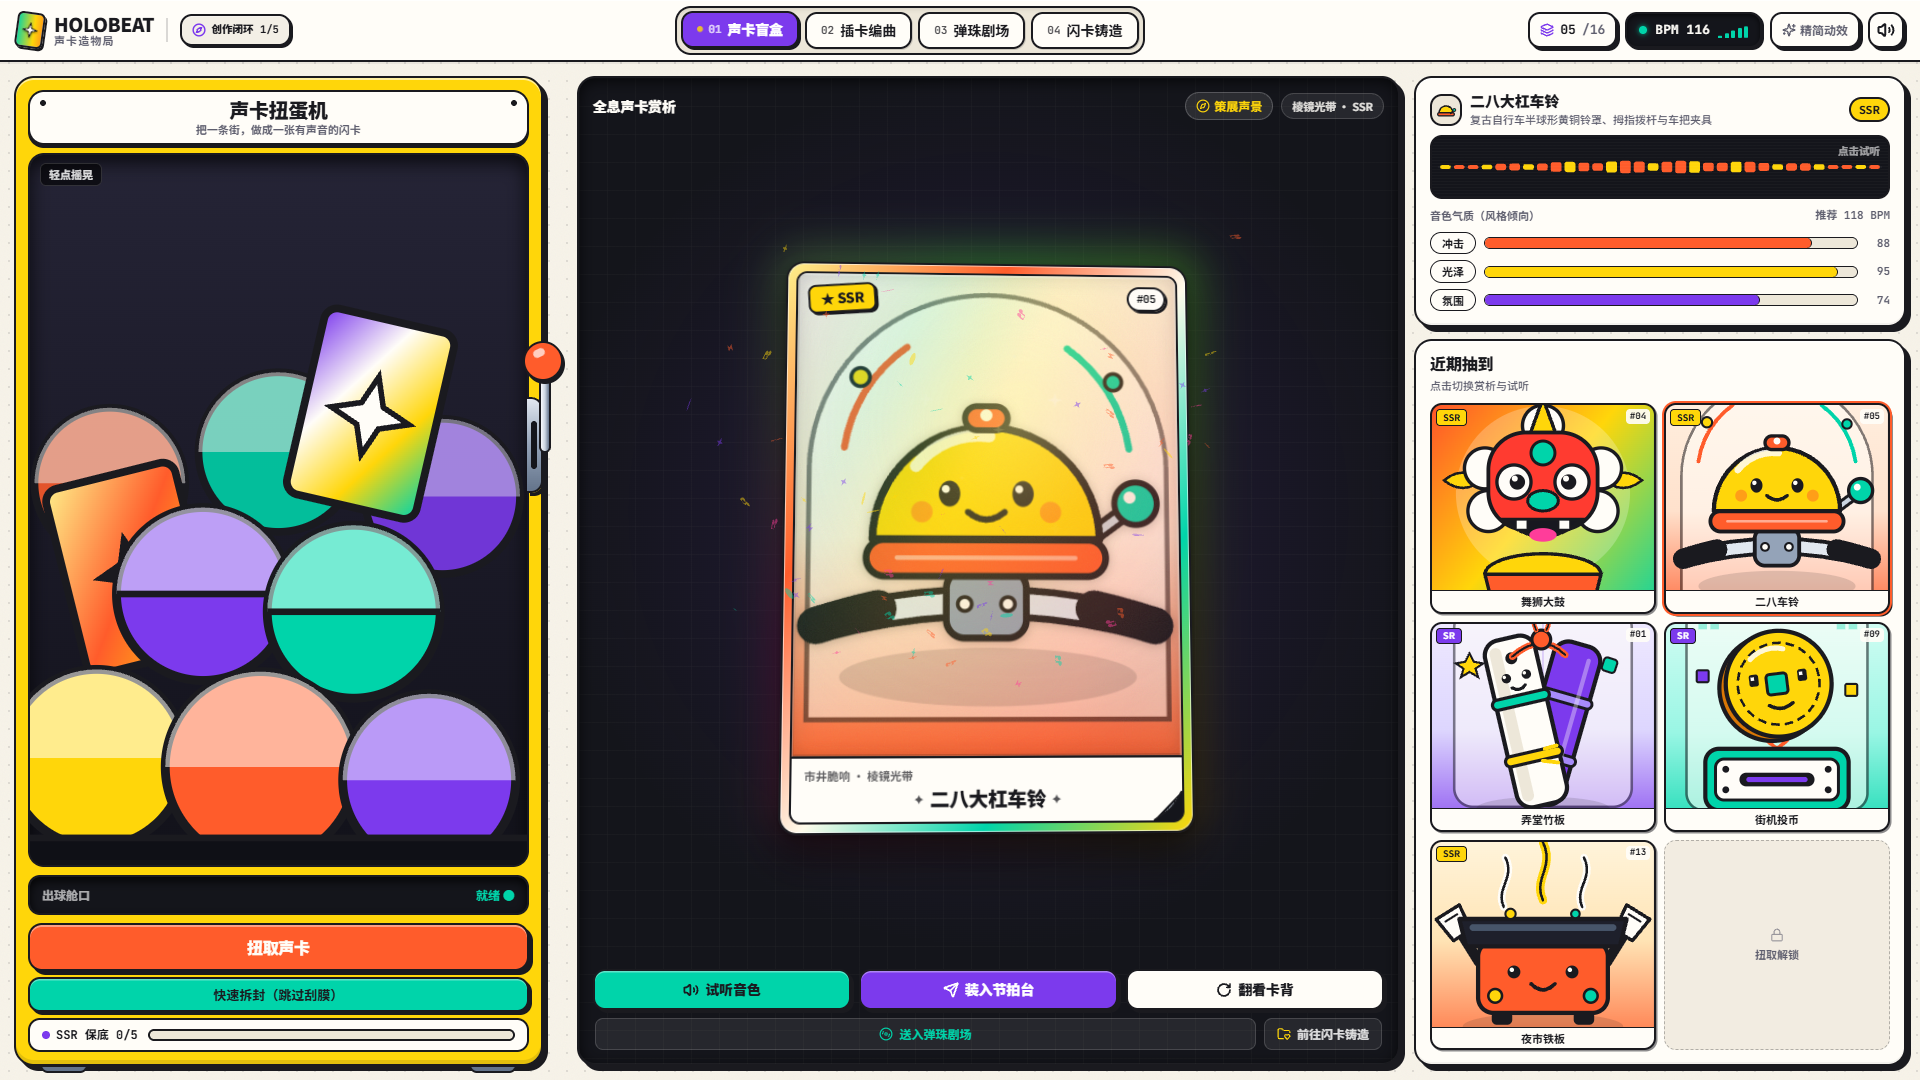 HOLOBEAT
声卡造物局
创作闭环 1/5
01 声卡盲盒
02 插卡编曲
03 弹珠剧场
04 闪卡铸造
05 /16
BPM 116
精简动效
声卡扭蛋机
把一条街，做成一张有声音的闪卡
轻点摇晃
出球舱口
就绪
扭取声卡
快速拆封（跳过刮膜）
SSR 保底 0/5
全息声卡赏析
策展声景
棱镜光带 · SSR
★ SSR
#05
市井脆响 · 棱镜光带
✦ 二八大杠车铃 ✦
试听音色
装入节拍台
翻看卡背
送入弹珠剧场
前往闪卡铸造
二八大杠车铃
复古自行车半球形黄铜铃罩、拇指拨杆与车把夹具
SSR
点击试听
音色气质（风格倾向）
推荐 118 BPM
冲击
88
光泽
95
氛围
74
近期抽到
点击切换赏析与试听
SSR
#04
舞狮大鼓
SSR
#05
二八车铃
SR
#01
弄堂竹板
SR
#09
街机投币
SSR
#13
夜市铁板
扭取解锁